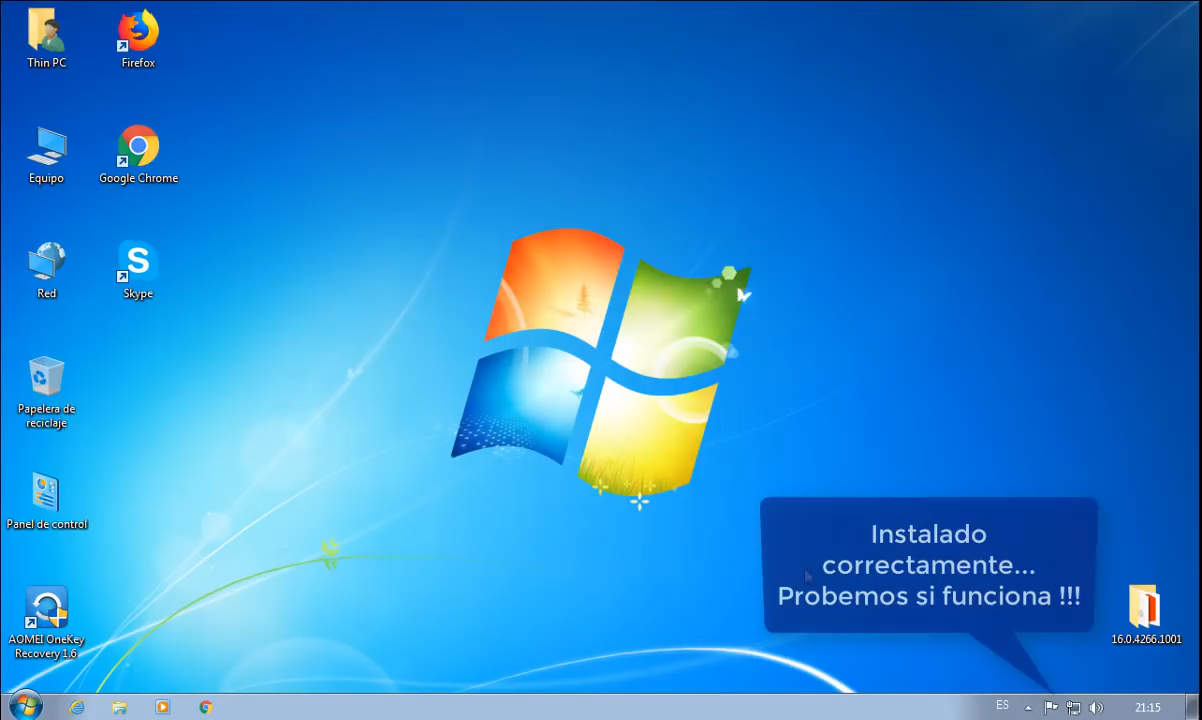 Thin PC
Firefox
Equipo
Google Chrome
Red
S
Skype
Papelera de
reciclaje
Panel de control
AOMEI OneKey
Recovery 1.6
Instalado
correctamente...
Probemos si funciona !!!
16.0.4266.1001
ES
21:15